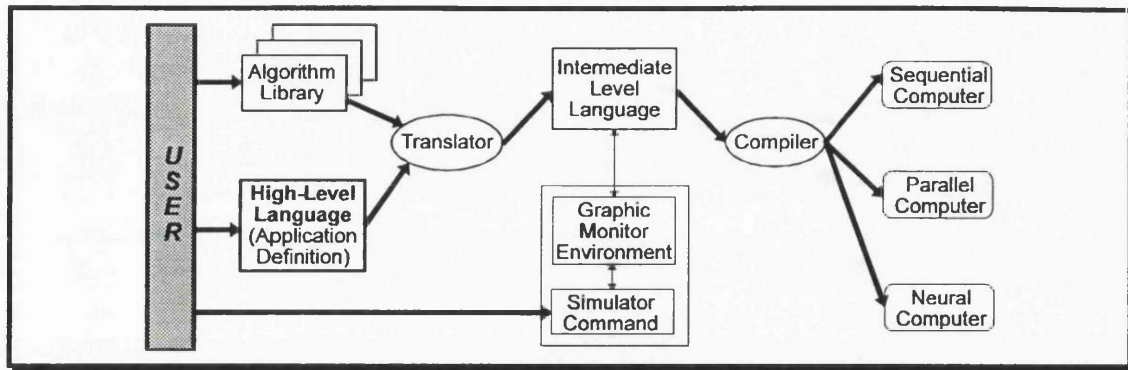 USER
Algorithm
Library
High-Level
Language
(Application
Definition)
Translator
Intermediate
Level
Language
Graphic
Monitor
Environment
Simulator
Command
Compiler
Sequential
Computer
Parallel
Computer
Neural
Computer